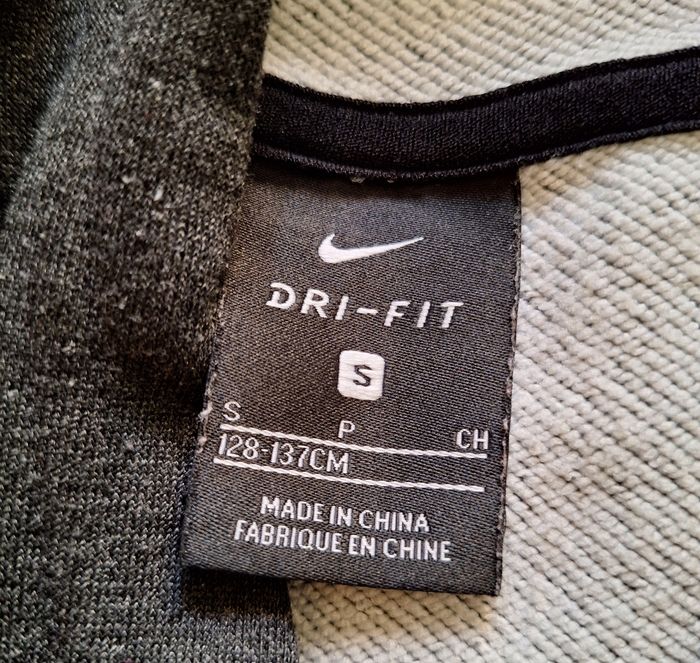 DRI-FIT
S
S P CH
128-137CM
MADE IN CHINA
FABRIQUE EN CHINE